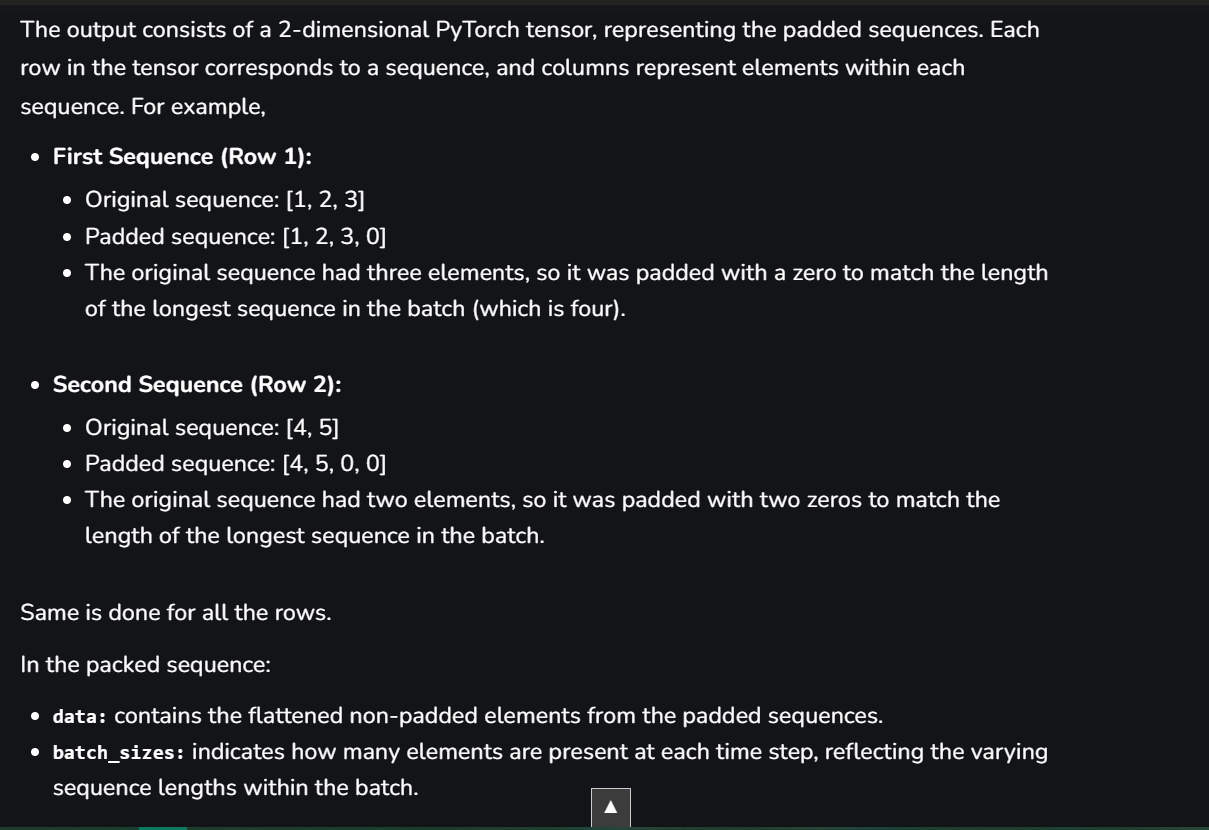 The output consists of a 2-dimensional PyTorch tensor, representing the padded sequences. Each
row in the tensor corresponds to a sequence, and columns represent elements within each
sequence. For example,
• First Sequence (Row 1):
• Original sequence: [1, 2, 3]
• Padded sequence: [1, 2, 3, 0]
• The original sequence had three elements, so it was padded with a zero to match the length
of the longest sequence in the batch (which is four).
• Second Sequence (Row 2):
• Original sequence: [4, 5]
• Padded sequence: [4, 5, 0, 0]
• The original sequence had two elements, so it was padded with two zeros to match the
length of the longest sequence in the batch.
Same is done for all the rows.
In the packed sequence:
• data: contains the flattened non-padded elements from the padded sequences.
• batch_sizes: indicates how many elements are present at each time step, reflecting the varying
sequence lengths within the batch.